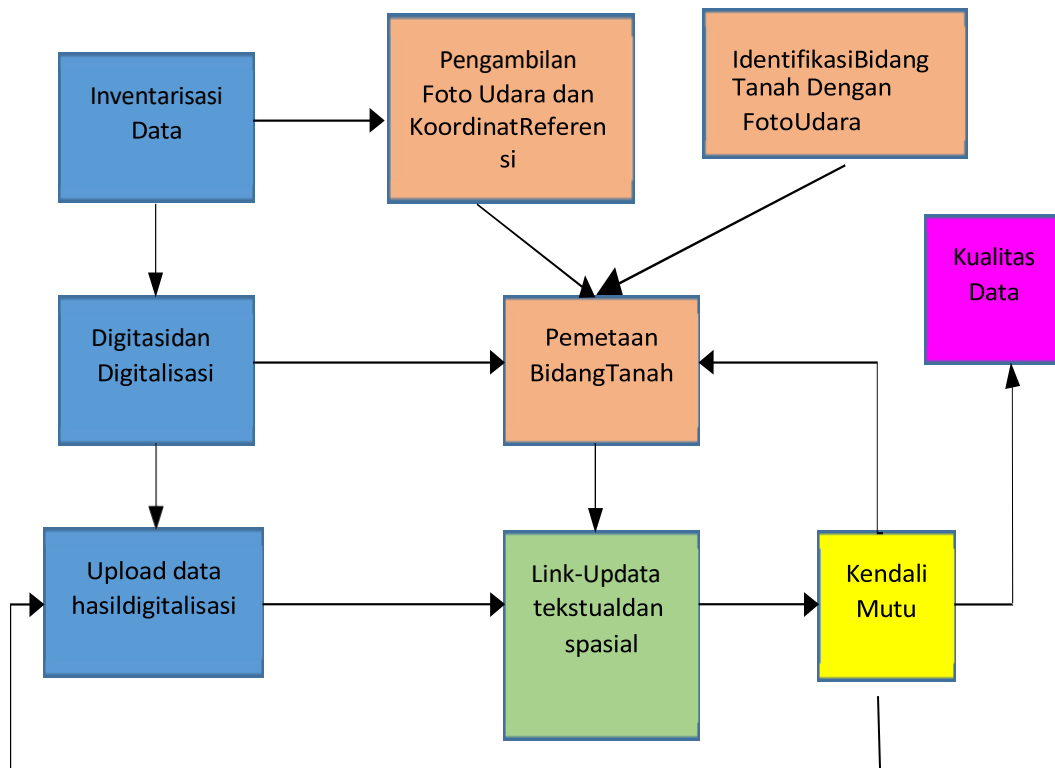 Inventarisasi
Data
Pengambilan
Foto Udara dan
KoordinatReferen
si
IdentifikasiBidang
Tanah Dengan
FotoUdara
Kualitas
Data
Digitasidan
Digitalisasi
Pemetaan
BidangTanah
Upload data
hasildigitalisasi
Link-Updata
tekstualdan
spasial
Kendali
Mutu